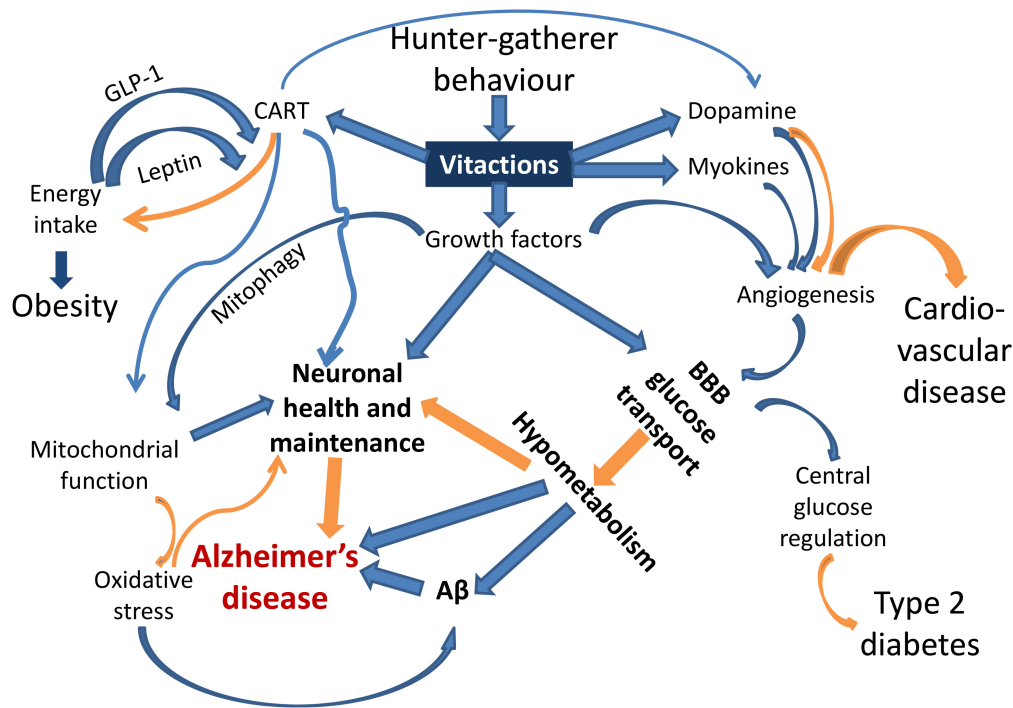 Hunter-gatherer
behaviour
GLP-1
CART
Dopamine
Leptin
Vitactions
Myokines
Energy
intake
Growth factors
Mitophagy
Obesity
Angiogenesis
Cardio-
vascular
disease
Neuronal
health and
maintenance
BBB
glucose
transport
Hypometabolism
Mitochondrial
function
Central
glucose
regulation
Alzheimer’s
disease
Oxidative
stress
Aβ
Type 2
diabetes